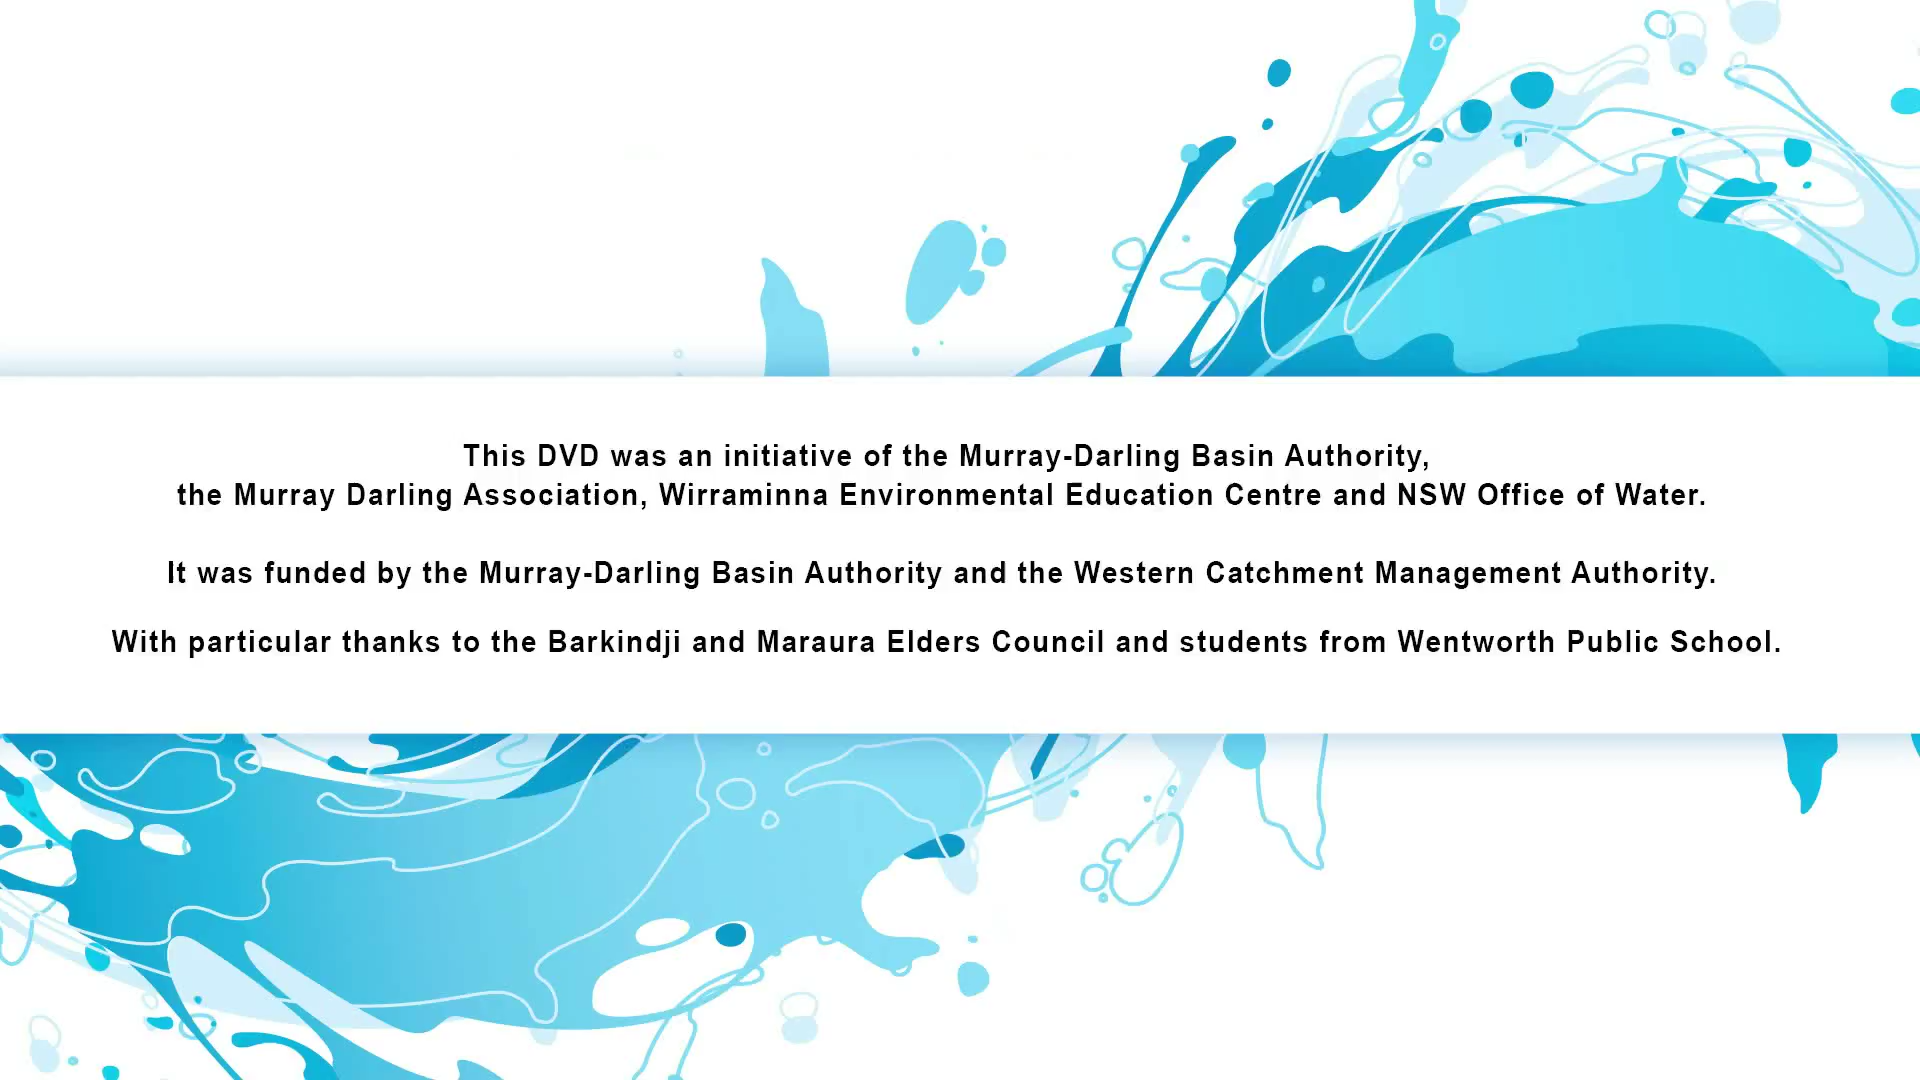 This DVD was an initiative of the Murray-Darling Basin Authority,
the Murray Darling Association, Wirraminna Environmental Education Centre and NSW Office of Water.
It was funded by the Murray-Darling Basin Authority and the Western Catchment Management Authority.
With particular thanks to the Barkindji and Maraura Elders Council and students from Wentworth Public School.